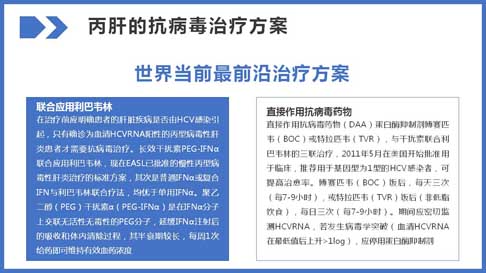 丙肝的抗病毒治疗方案
世界当前最前沿治疗方案
联合应用利巴韦林
在治疗前应明确患者的肝脏疾病是否由HCV感染引
起，只有确诊为血清HCVRNA阳性的丙型病毒性肝
炎患者才需要抗病毒治疗。长效干扰素PEG-IFNα
联合应用利巴韦林，现在EASL已批准的慢性丙型病
毒性肝炎治疗的标准方案，其次是普通IFNα或复合
IFN与利巴韦林联合疗法，均优于单用IFNα。聚乙
二醇（PEG）干扰素α（PEG-IFNα）是在IFNα分子
上交联无活性无毒性的PEG分子，延缓IFNα注射后
的吸收和体内清除过程，其半衰期较长，每周1次
给药即可维持有效血药浓度
直接作用抗病毒药物
直接作用抗病毒药物（DAA）蛋白酶抑制剂博赛匹
韦（BOC）或特拉匹韦（TVR），与干扰素联合利
巴韦林的三联治疗，2011年5月在美国开始批准用
于临床，推荐用于基因型为1型的HCV感染者，可
提高治愈率。博赛匹韦（BOC）饭后，每天三次
（每7-9小时），或特拉匹韦（TVR）饭后（非低脂
饮食），每日三次（每7-9小时）。期间应密切监
测HCVRNA，若发生病毒学突破（血清HCVRNA
在最低值后上升>1log），应停用蛋白酶抑制剂